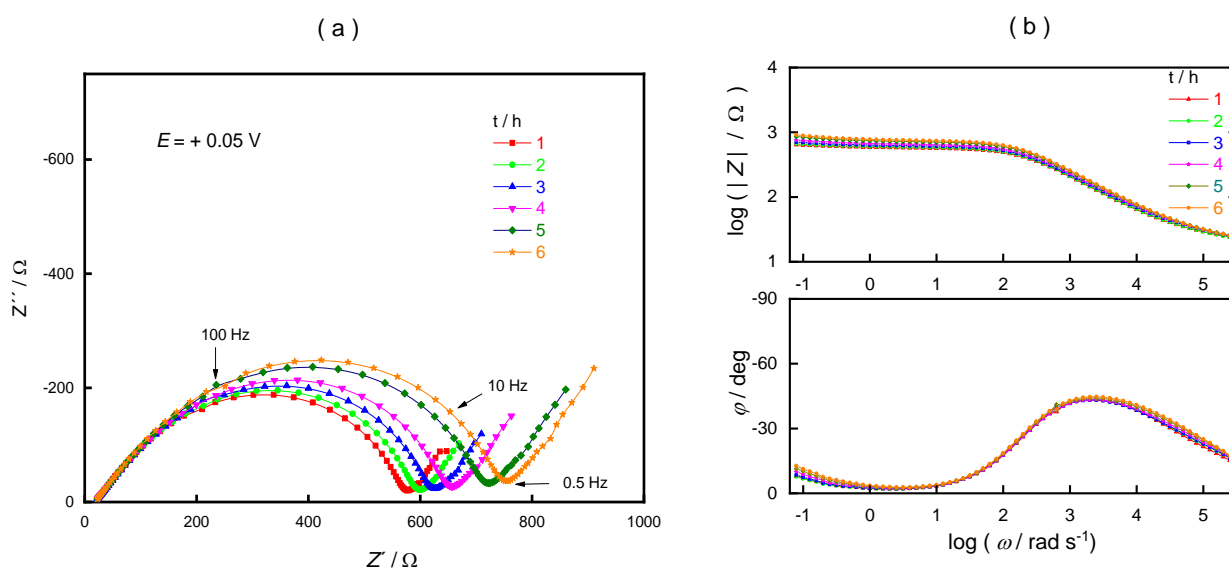 ( a )
E = + 0.05 V
t / h
1
2
3
4
5
6
100 Hz
10 Hz
0.5 Hz
-600
-400
-200
0
0 200 400 600 800 1000
Z´´ / Ω
Z´ / Ω
( b )
t / h
1
2
3
4
5
6
4
3
2
1
-1 0 1 2 3 4 5
log ( |Z| / Ω )
-90
-60
-30
0
-1 0 1 2 3 4 5
φ / deg
log ( ω / rad s⁻¹)